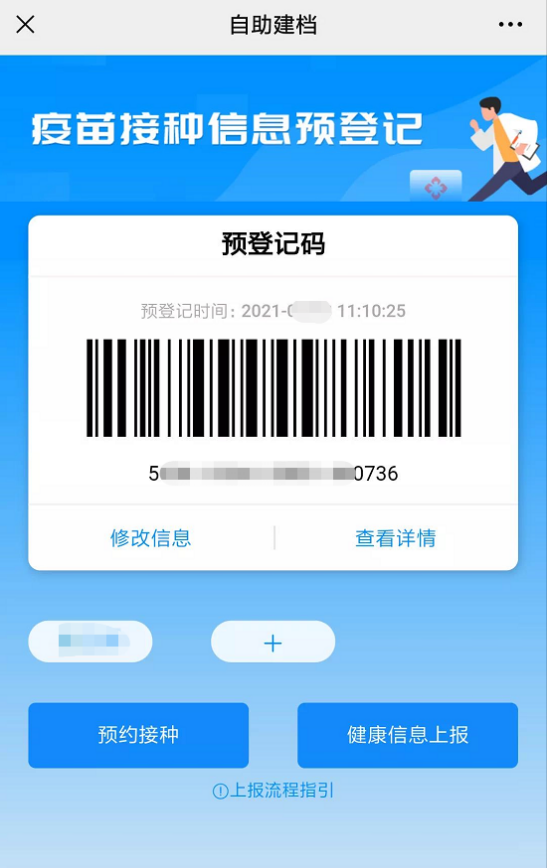 自助建档
疫苗接种信息预登记
预登记码
预登记时间：2021-0 11:10:25
5 0736
修改信息
查看详情
+
预约接种
健康信息上报
上报流程指引